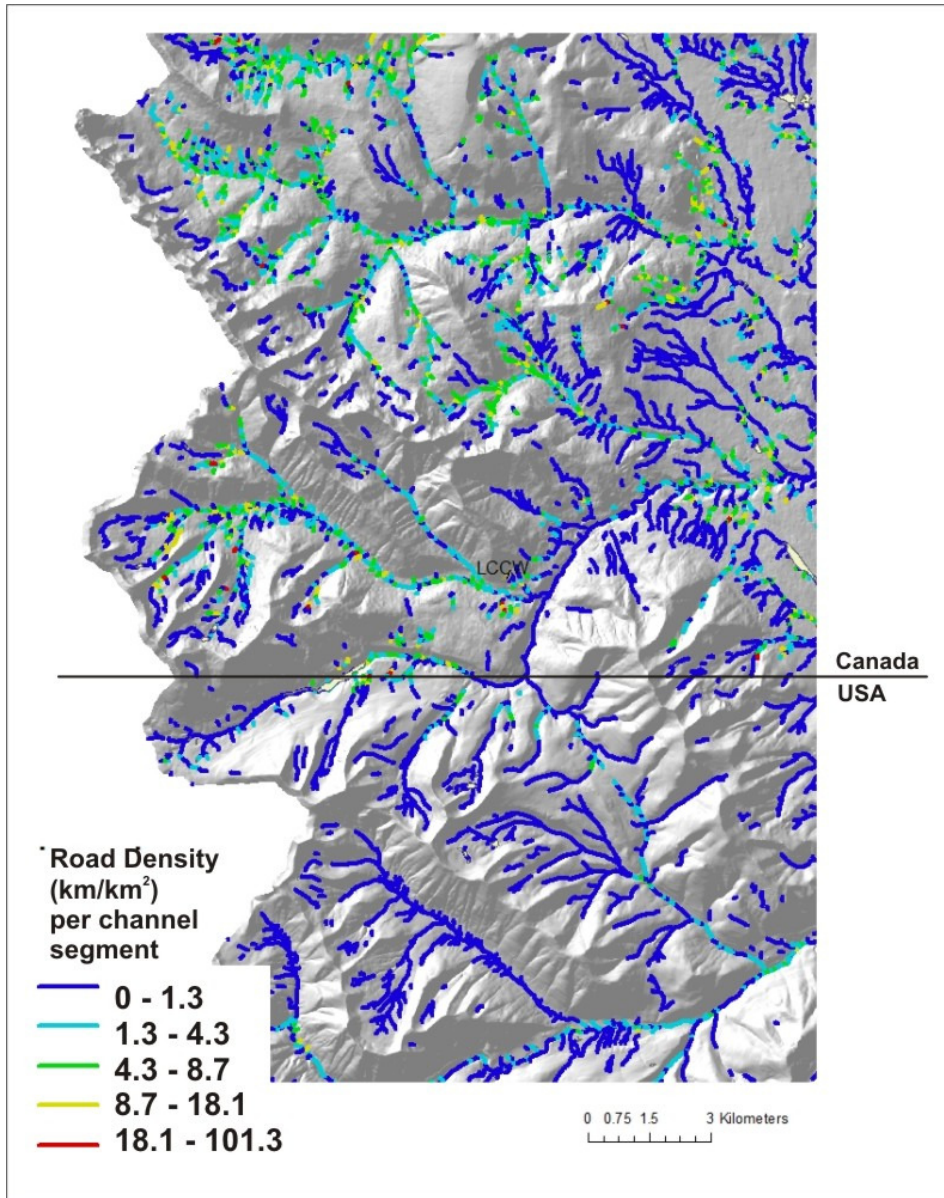 LCCW
Canada
USA
Road Density
(km/km²)
per channel
segment
0 - 1.3
1.3 - 4.3
4.3 - 8.7
8.7 - 18.1
18.1 - 101.3
0 0.75 1.5 3 Kilometers